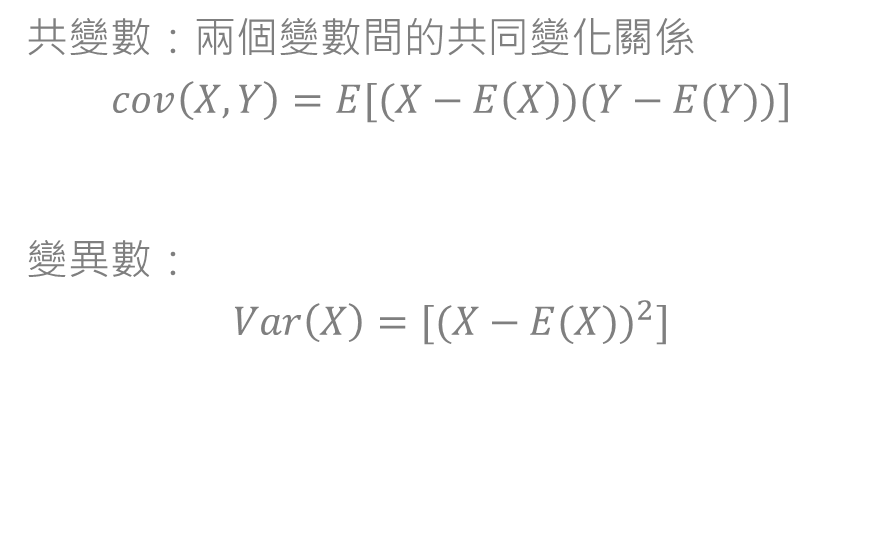 共變數：兩個變數間的共同變化關係
cov(X,Y) = E[(X − E(X))(Y − E(Y))]
變異數：
Var(X) = [(X − E(X))²]